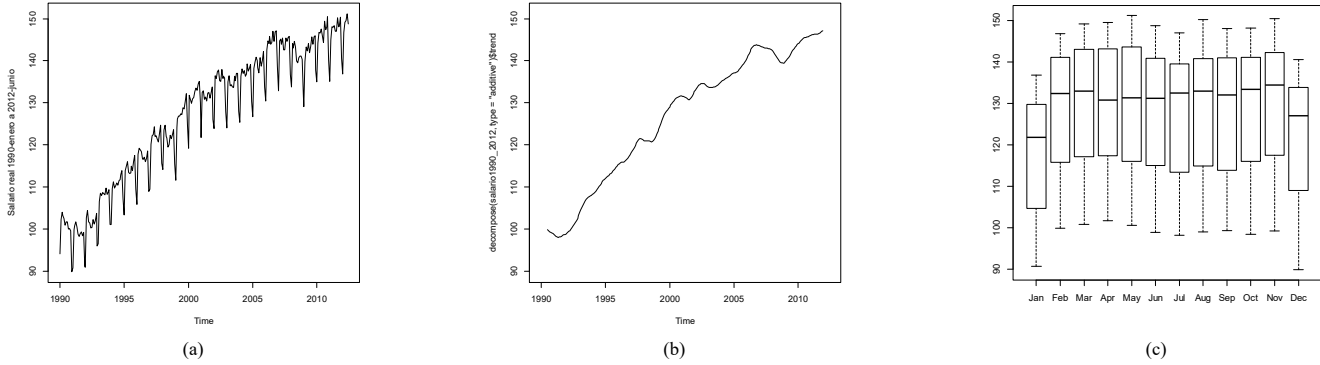 Salario real 1990-enero a 2012-junio
90 100 110 120 130 140 150
1990 1995 2000 2005 2010
Time
(a)
decompose(salario1990_2012, type = "additive")$trend
90 100 110 120 130 140 150
1990 1995 2000 2005 2010
Time
(b)
90 100 110 120 130 140 150
Jan Feb Mar Apr May Jun Jul Aug Sep Oct Nov Dec
(c)